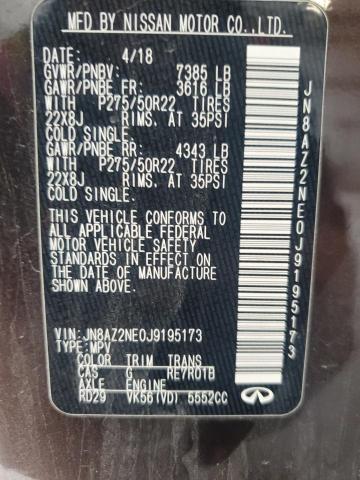 MFD BY NISSAN MOTOR CO.,LTD.
DATE: 4/18
GVWR/PNBV: 7385 LB
GAWR/PNBE FR: 3616 LB
WITH P275/50R22 TIRES
22X8J RIMS, AT 35PSI
COLD SINGLE.
GAWR/PNBE RR: 4343 LB
WITH P275/50R22 TIRES
22X8J RIMS, AT 35PSI
COLD SINGLE.
THIS VEHICLE CONFORMS TO
ALL APPLICABLE FEDERAL
MOTOR VEHICLE SAFETY
STANDARDS IN EFFECT ON
THE DATE OF MANUFACTURE
SHOWN ABOVE.
VIN: JN8AZ2NE0J9195173
TYPE: MPV
COLOR TRIM TRANS
CAS G RE7R01B
AXLE ENGINE
RD29 VK56(VD) 5552CC
JN8AZ2NE0J9195173